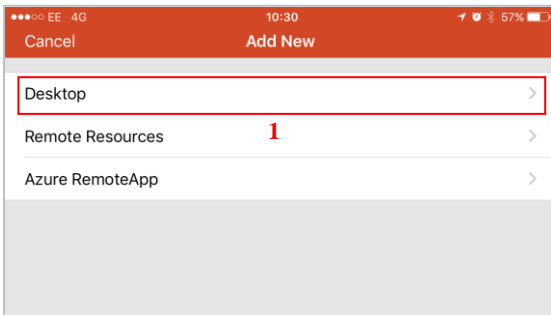 EE 4G 10:30 57%
Cancel Add New
Desktop
Remote Resources 1
Azure RemoteApp